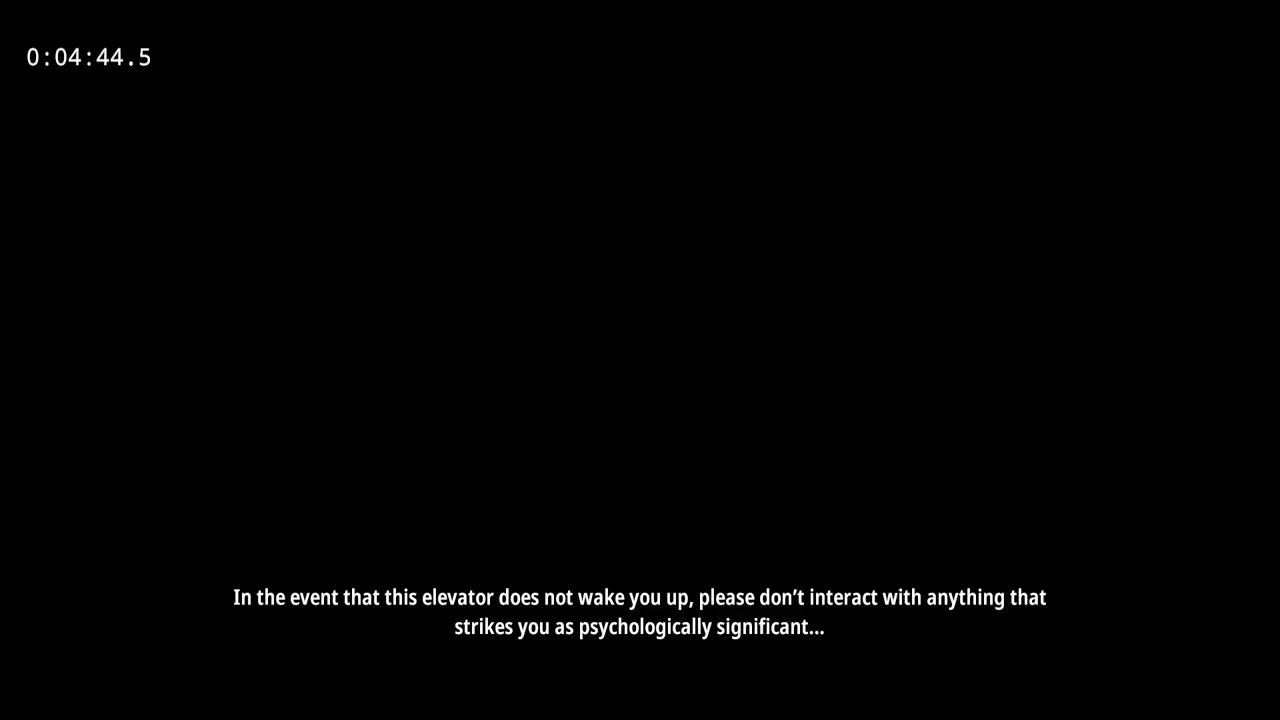 0:04:44.5
In the event that this elevator does not wake you up, please don’t interact with anything that
strikes you as psychologically significant...